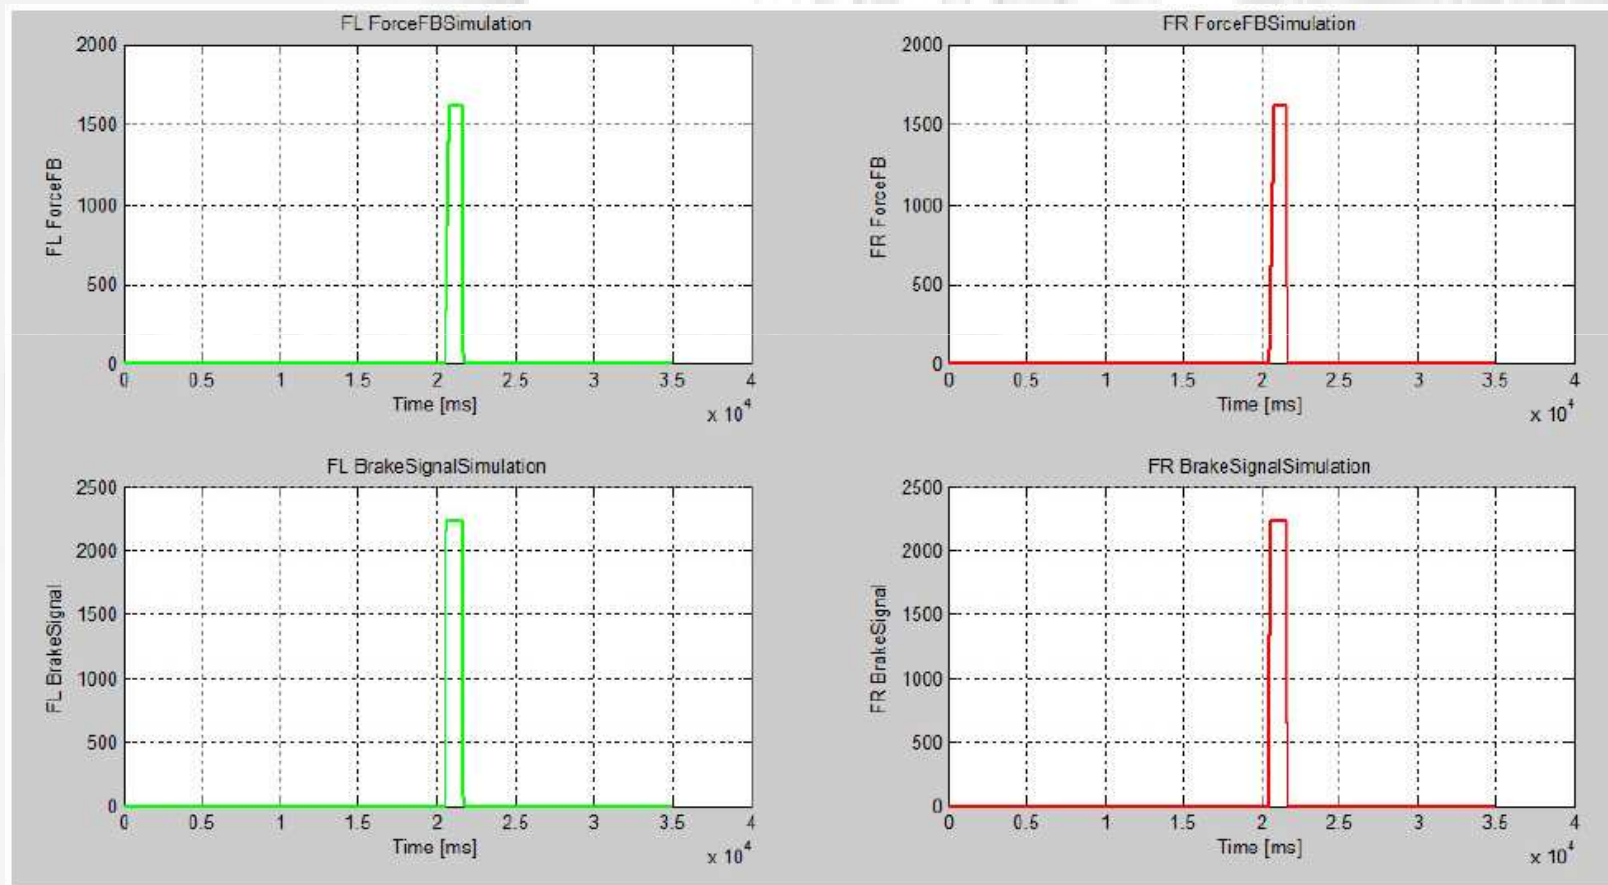 FL ForceFBSimulation
2000
1500
1000
500
0
FL ForceFB
0 0.5 1 1.5 2 2.5 3 3.5 4
Time [ms]
x 10^4
FR ForceFBSimulation
2000
1500
1000
500
0
FR ForceFB
0 0.5 1 1.5 2 2.5 3 3.5 4
Time [ms]
x 10^4
FL BrakeSignalSimulation
2500
2000
1500
1000
500
0
FL BrakeSignal
0 0.5 1 1.5 2 2.5 3 3.5 4
Time [ms]
x 10^4
FR BrakeSignalSimulation
2500
2000
1500
1000
500
0
FR BrakeSignal
0 0.5 1 1.5 2 2.5 3 3.5 4
Time [ms]
x 10^4